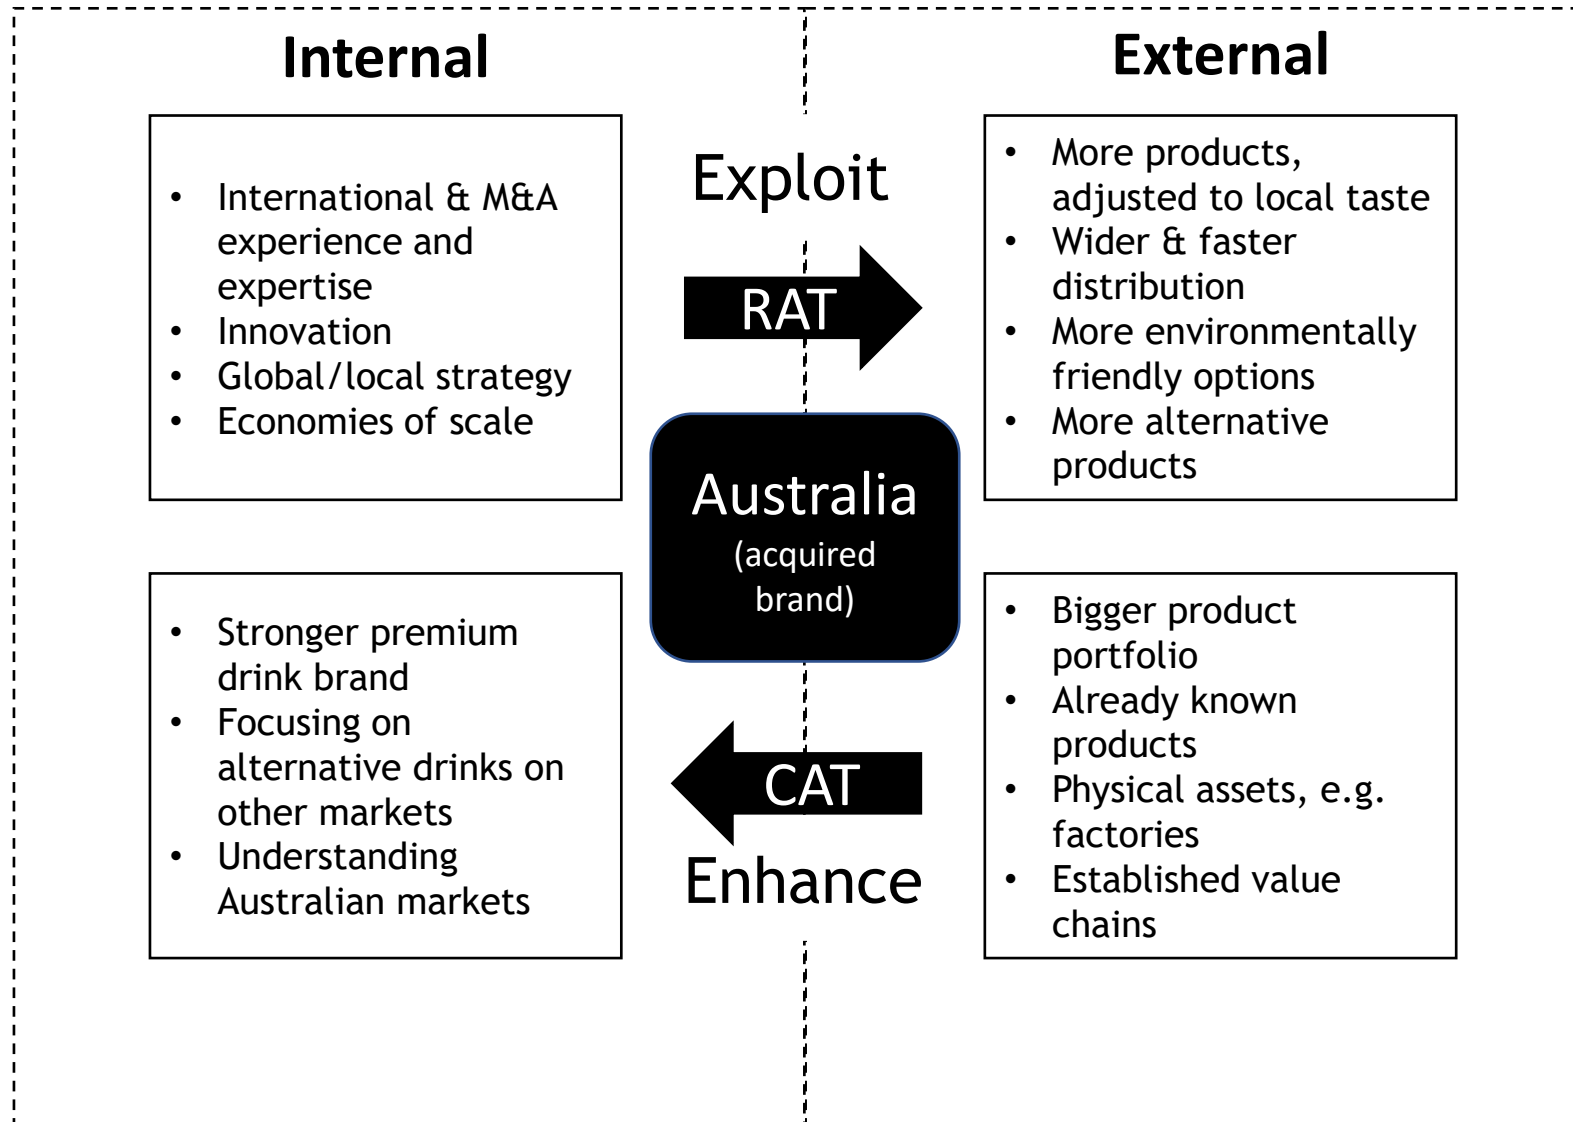 Internal
External
• International & M&A
experience and
expertise
• Innovation
• Global/local strategy
• Economies of scale
Exploit
RAT
• More products,
adjusted to local taste
• Wider & faster
distribution
• More environmentally
friendly options
• More alternative
products
Australia
(acquired
brand)
• Stronger premium
drink brand
• Focusing on
alternative drinks on
other markets
• Understanding
Australian markets
CAT
Enhance
• Bigger product
portfolio
• Already known
products
• Physical assets, e.g.
factories
• Established value
chains